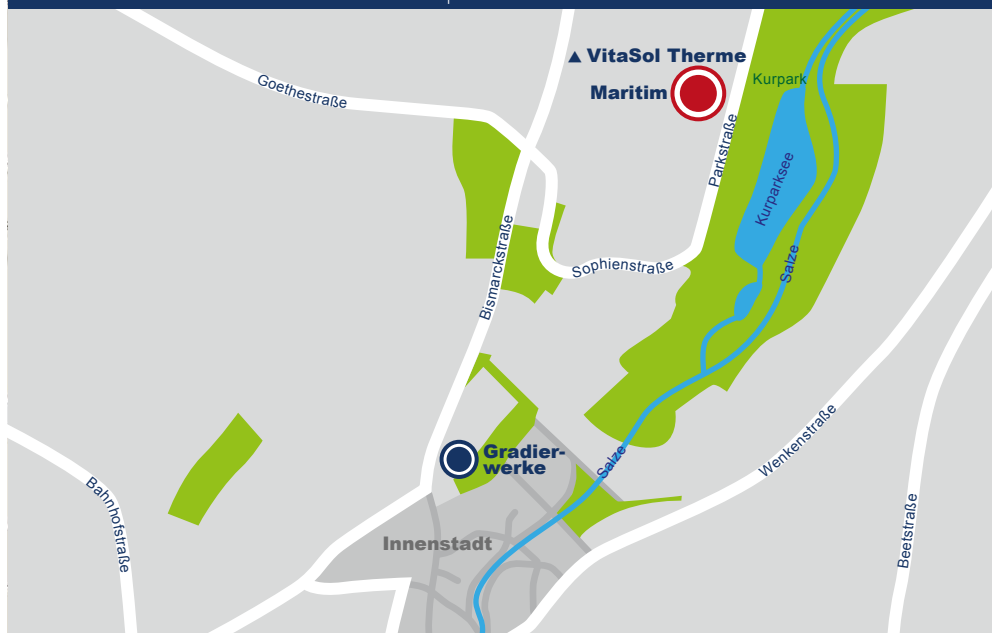 ▲ VitaSol Therme
Maritim
Kurpark
Goethestraße
Parkstraße
Kurparksee
Bismarckstraße
Sophienstraße
Salze
Gradier-
werke
Salze
Wenkenstraße
Bahnhofstraße
Beetstraße
Innenstadt